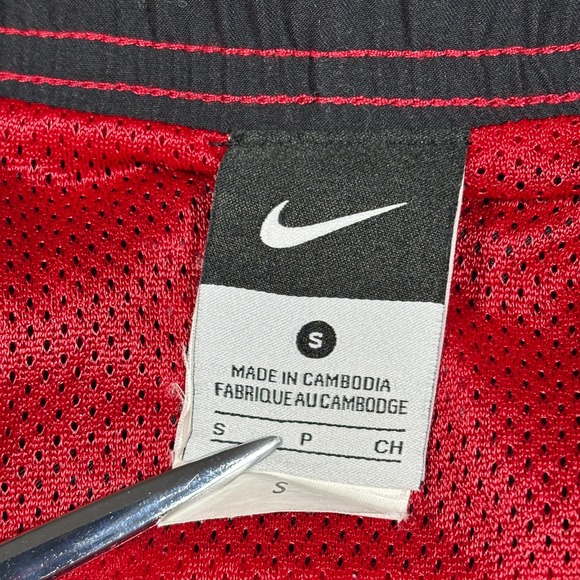 S
MADE IN CAMBODIA
FABRIQUE AU CAMBODGE
S P CH
S